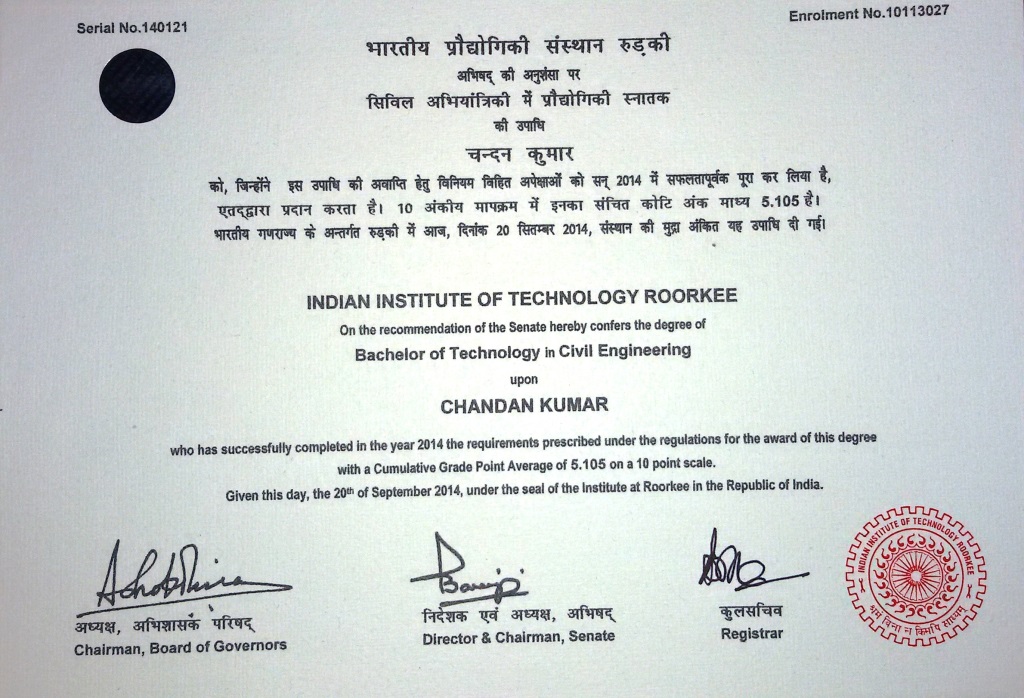 Serial No.140121
Enrolment No.10113027
भारतीय प्रौद्योगिकी संस्थान रुड़की
अभिषद् की अनुशंसा पर
सिविल अभियांत्रिकी में प्रौद्योगिकी स्नातक
की उपाधि
चन्दन कुमार
को, जिन्होंने इस उपाधि की अवाप्ति हेतु विनियम विहित अपेक्षाओं को सन् 2014 में सफलतापूर्वक पूरा कर लिया है,
एतद्द्वारा प्रदान करता है। 10 अंकीय मापक्रम में इनका संचित कोटि अंक माध्य 5.105 है।
भारतीय गणराज्य के अन्तर्गत रुड़की में आज, दिनांक 20 सितम्बर 2014, संस्थान की मुद्रा अंकित यह उपाधि दी गई।
INDIAN INSTITUTE OF TECHNOLOGY ROORKEE
On the recommendation of the Senate hereby confers the degree of
Bachelor of Technology in Civil Engineering
upon
CHANDAN KUMAR
who has successfully completed in the year 2014 the requirements prescribed under the regulations for the award of this degree
with a Cumulative Grade Point Average of 5.105 on a 10 point scale.
Given this day, the 20th of September 2014, under the seal of the Institute at Roorkee in the Republic of India.
अध्यक्ष, अभिशासक परिषद्
Chairman, Board of Governors
निदेशक एवं अध्यक्ष, अभिषद्
Director & Chairman, Senate
कुलसचिव
Registrar
INDIAN INSTITUTE OF TECHNOLOGY ROORKEE
श्रमं विना न किमपि साध्यम्